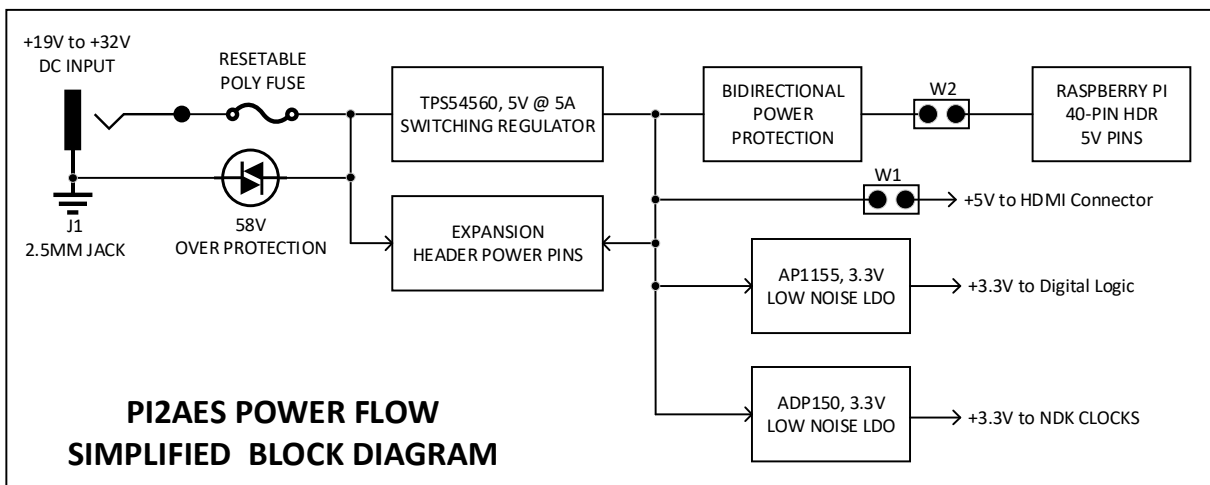 +19V to +32V
DC INPUT
RESETABLE
POLY FUSE
TPS54560, 5V @ 5A
SWITCHING REGULATOR
BIDIRECTIONAL
POWER
PROTECTION
W2
RASPBERRY PI
40-PIN HDR
5V PINS
W1
+5V to HDMI Connector
J1
2.5MM JACK
58V
OVER PROTECTION
EXPANSION
HEADER POWER PINS
AP1155, 3.3V
LOW NOISE LDO
+3.3V to Digital Logic
ADP150, 3.3V
LOW NOISE LDO
+3.3V to NDK CLOCKS
PI2AES POWER FLOW
SIMPLIFIED BLOCK DIAGRAM